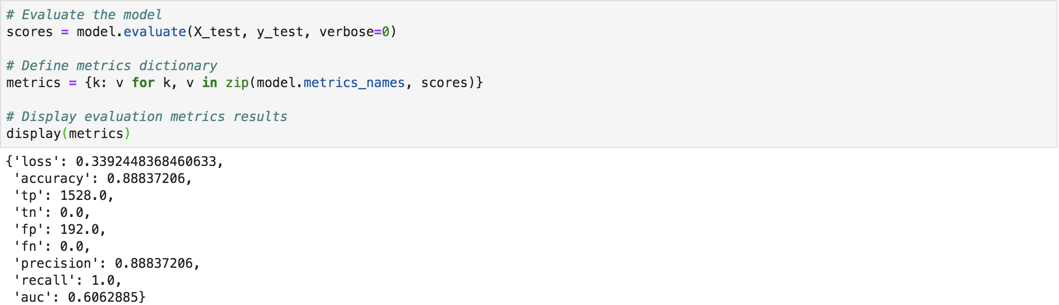 # Evaluate the model
scores = model.evaluate(X_test, y_test, verbose=0)
# Define metrics dictionary
metrics = {k: v for k, v in zip(model.metrics_names, scores)}
# Display evaluation metrics results
display(metrics)
{'loss': 0.3392448368460633,
'accuracy': 0.88837206,
'tp': 1528.0,
'tn': 0.0,
'fp': 192.0,
'fn': 0.0,
'precision': 0.88837206,
'recall': 1.0,
'auc': 0.6062885}